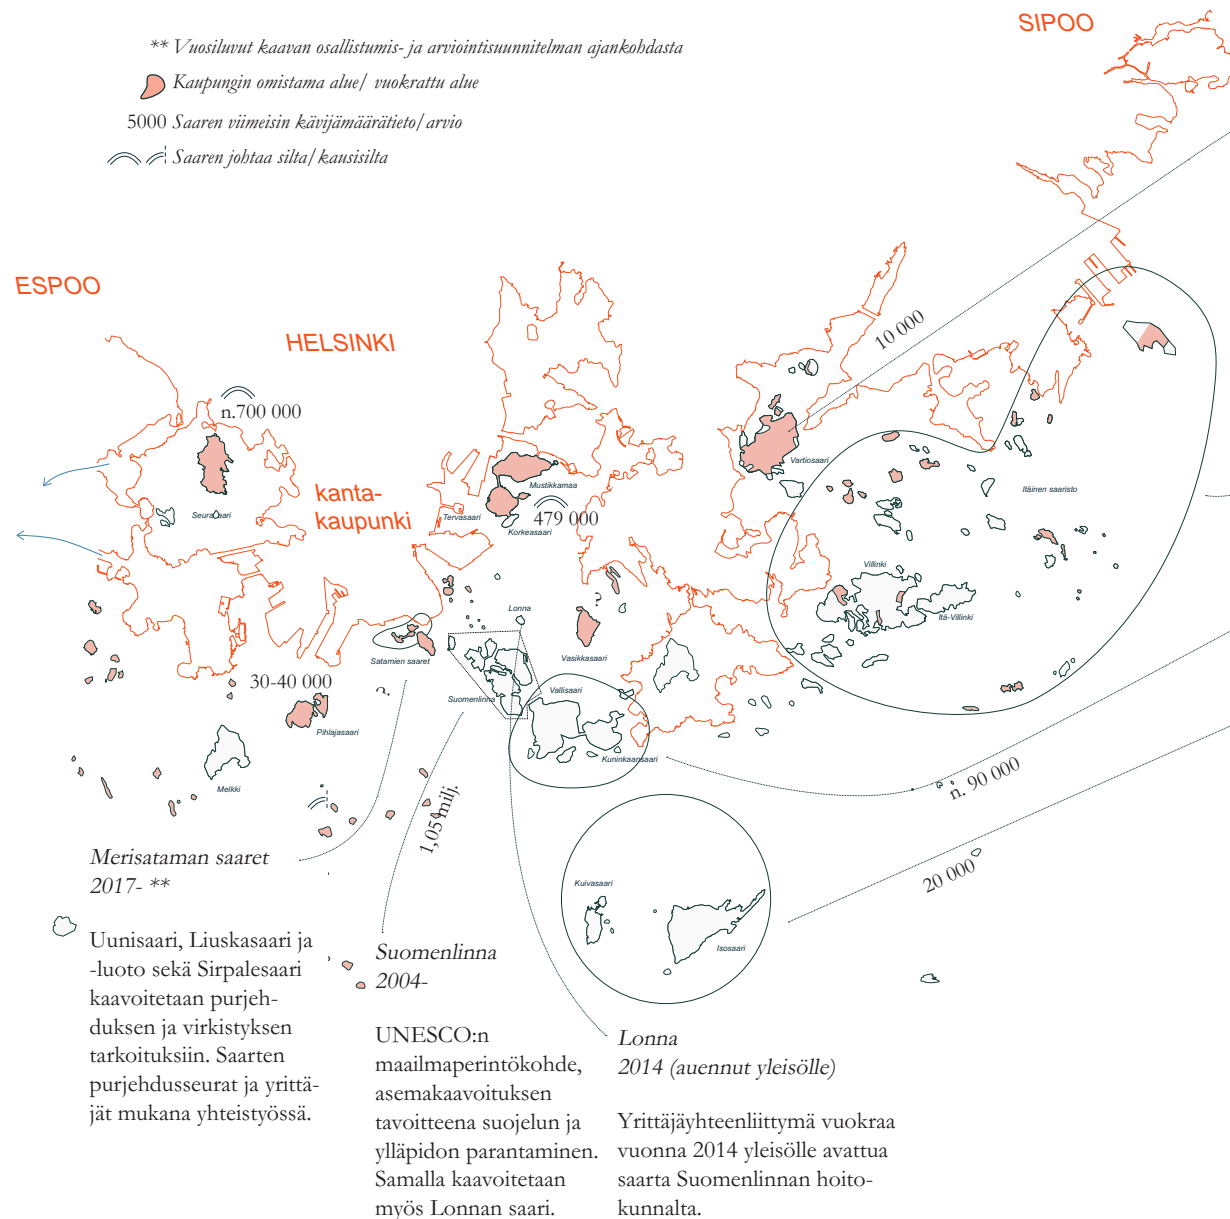 SIPOO
** Vuosiluvut kaavan osallistumis- ja arviointisuunnitelman ajankohdasta
Kaupungin omistama alue/ vuokrattu alue
5000 Saaren viimeisin kävijämäärätieto/arvio
Saaren johtaa silta/kausisilta
ESPOO
HELSINKI
10 000
n.700 000
Vartiosaari
Mustikkamaa
kanta-
kaupunki
Itäinen saaristo
Seurasaari
Tervasaari
479 000
Korkeasaari
Villinki
?
Lonna
Itä-Villinki
Satamien saaret
Vasikkasaari
30-40 000
Suomenlinna
Vallisaari
Pihlajasaari
Kuninkaansaari
Melkki
n. 90 000
1,05 milj.
20 000
Kuivasaari
Isosaari
Merisataman saaret
2017- **
Uunisaari, Liuskasaari ja
-luoto sekä Sirpalesaari
kaavoitetaan purjeh-
duksen ja virkistyksen
tarkoituksiin. Saarten
purjehdusseurat ja yrittä-
jät mukana yhteistyössä.
Suomenlinna
2004-
UNESCO:n
maailmaperintökohde,
asemakaavoituksen
tavoitteena suojelun ja
ylläpidon parantaminen.
Samalla kaavoitetaan
myös Lonnan saari.
Lonna
2014 (auennut yleisölle)
Yrittäjäyhteenliittymä vuokraa
vuonna 2014 yleisölle avattua
saarta Suomenlinnan hoito-
kunnalta.